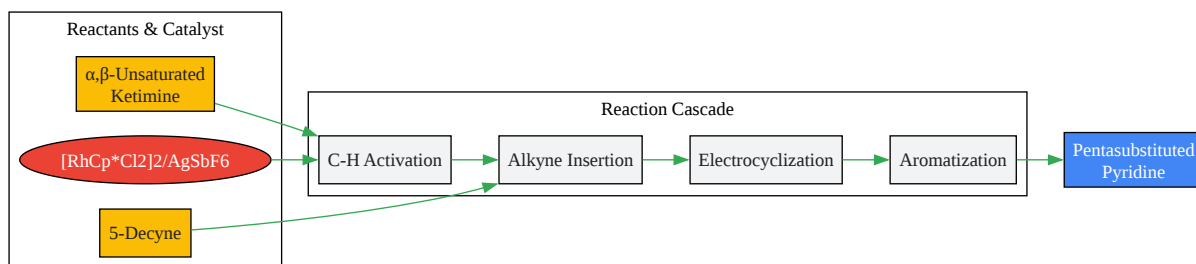 Reactants & Catalyst
α,β-Unsaturated
Ketimine
[RhCp*Cl2]2/AgSbF6
5-Decyne
Reaction Cascade
C-H Activation
Alkyne Insertion
Electrocyclization
Aromatization
Pentasubstituted
Pyridine